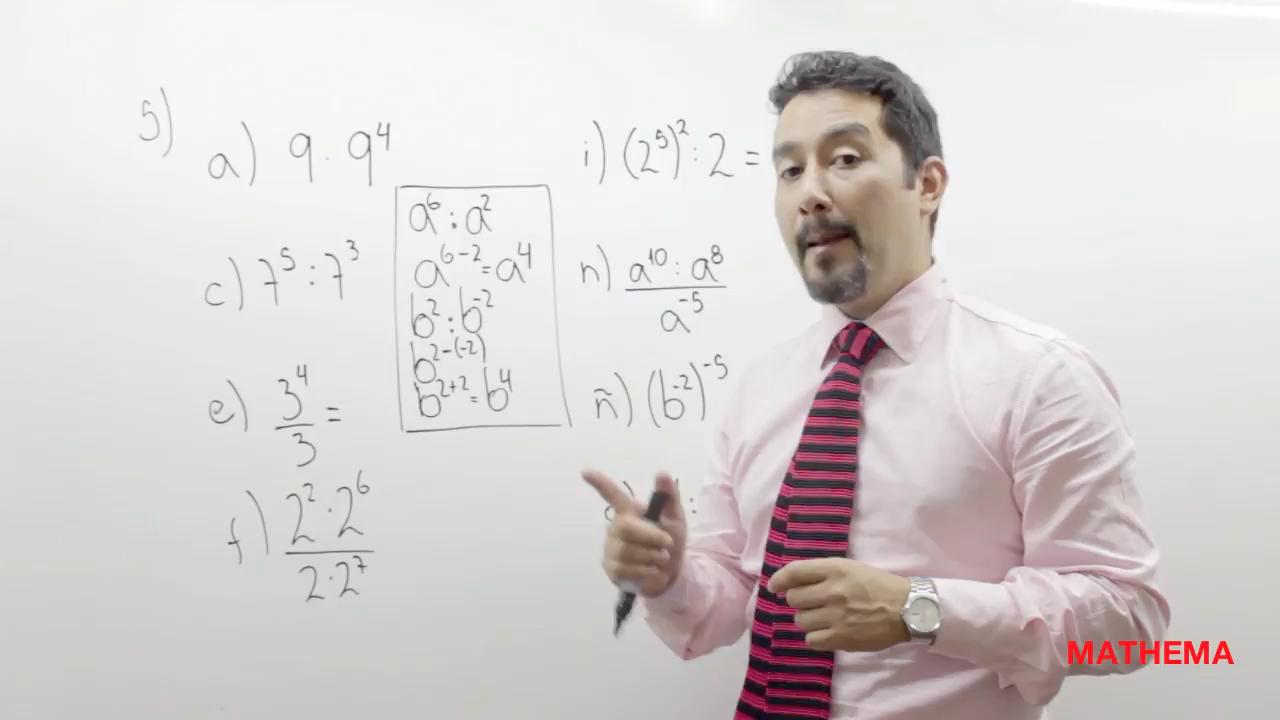 5)
a) 9 · 9⁴
c) 7⁵ : 7³
e) 3⁴/3 =
f) 2² · 2⁶/2 · 2⁷
a⁶ : a²
a⁶⁻² = a⁴
b² : b⁻²
b²⁻⁽⁻²⁾
b²⁺² = b⁴
i) (2⁵)² : 2 =
n) a¹⁰ : a⁸/a⁻⁵
ñ) (b⁻²)⁻⁵
MATHEMA